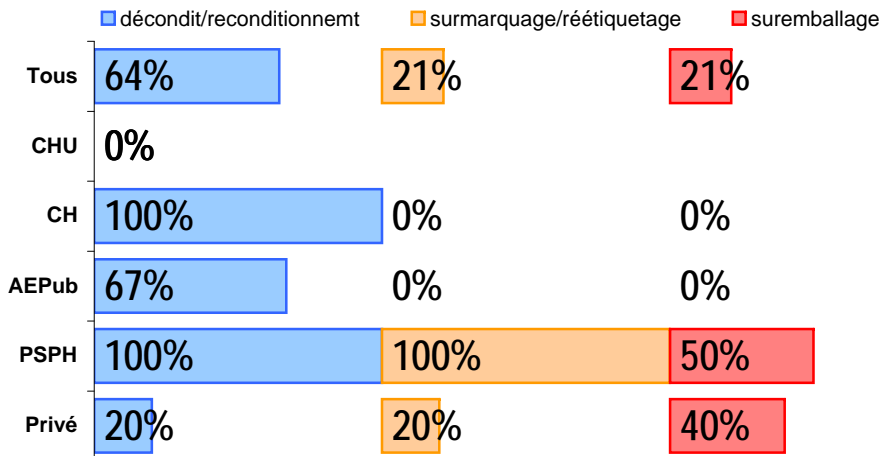 décondit/reconditionnemt surmarquage/réétiquetage suremballage
Tous 64% 21% 21%
CHU 0%
CH 100% 0% 0%
AEPub 67% 0% 0%
PSPH 100% 100% 50%
Privé 20% 20% 40%